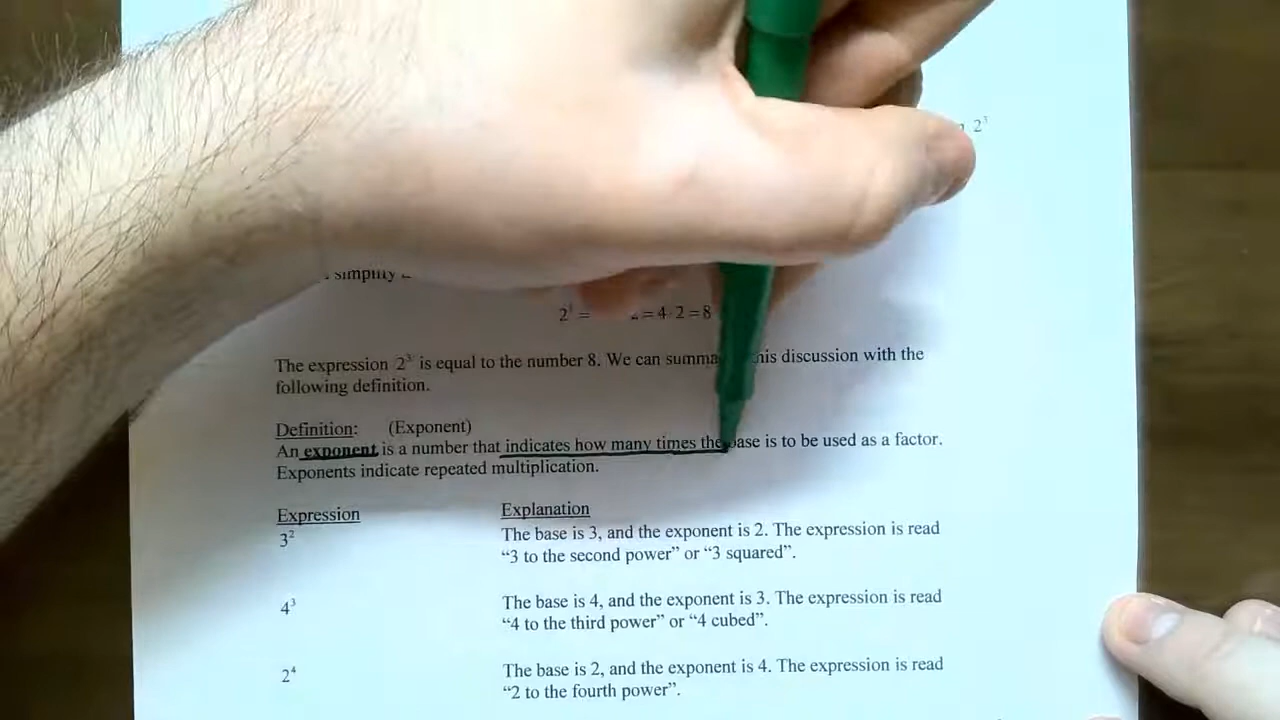 2³
simplify
2³ = 2 = 4·2 = 8
The expression 2³ is equal to the number 8. We can his discussion with the
following definition.
Definition: (Exponent)
An exponent is a number that indicates how many times the base is to be used as a factor.
Exponents indicate repeated multiplication.
Expression Explanation
3² The base is 3, and the exponent is 2. The expression is read
“3 to the second power” or “3 squared”.
4³ The base is 4, and the exponent is 3. The expression is read
“4 to the third power” or “4 cubed”.
2⁴ The base is 2, and the exponent is 4. The expression is read
“2 to the fourth power”.